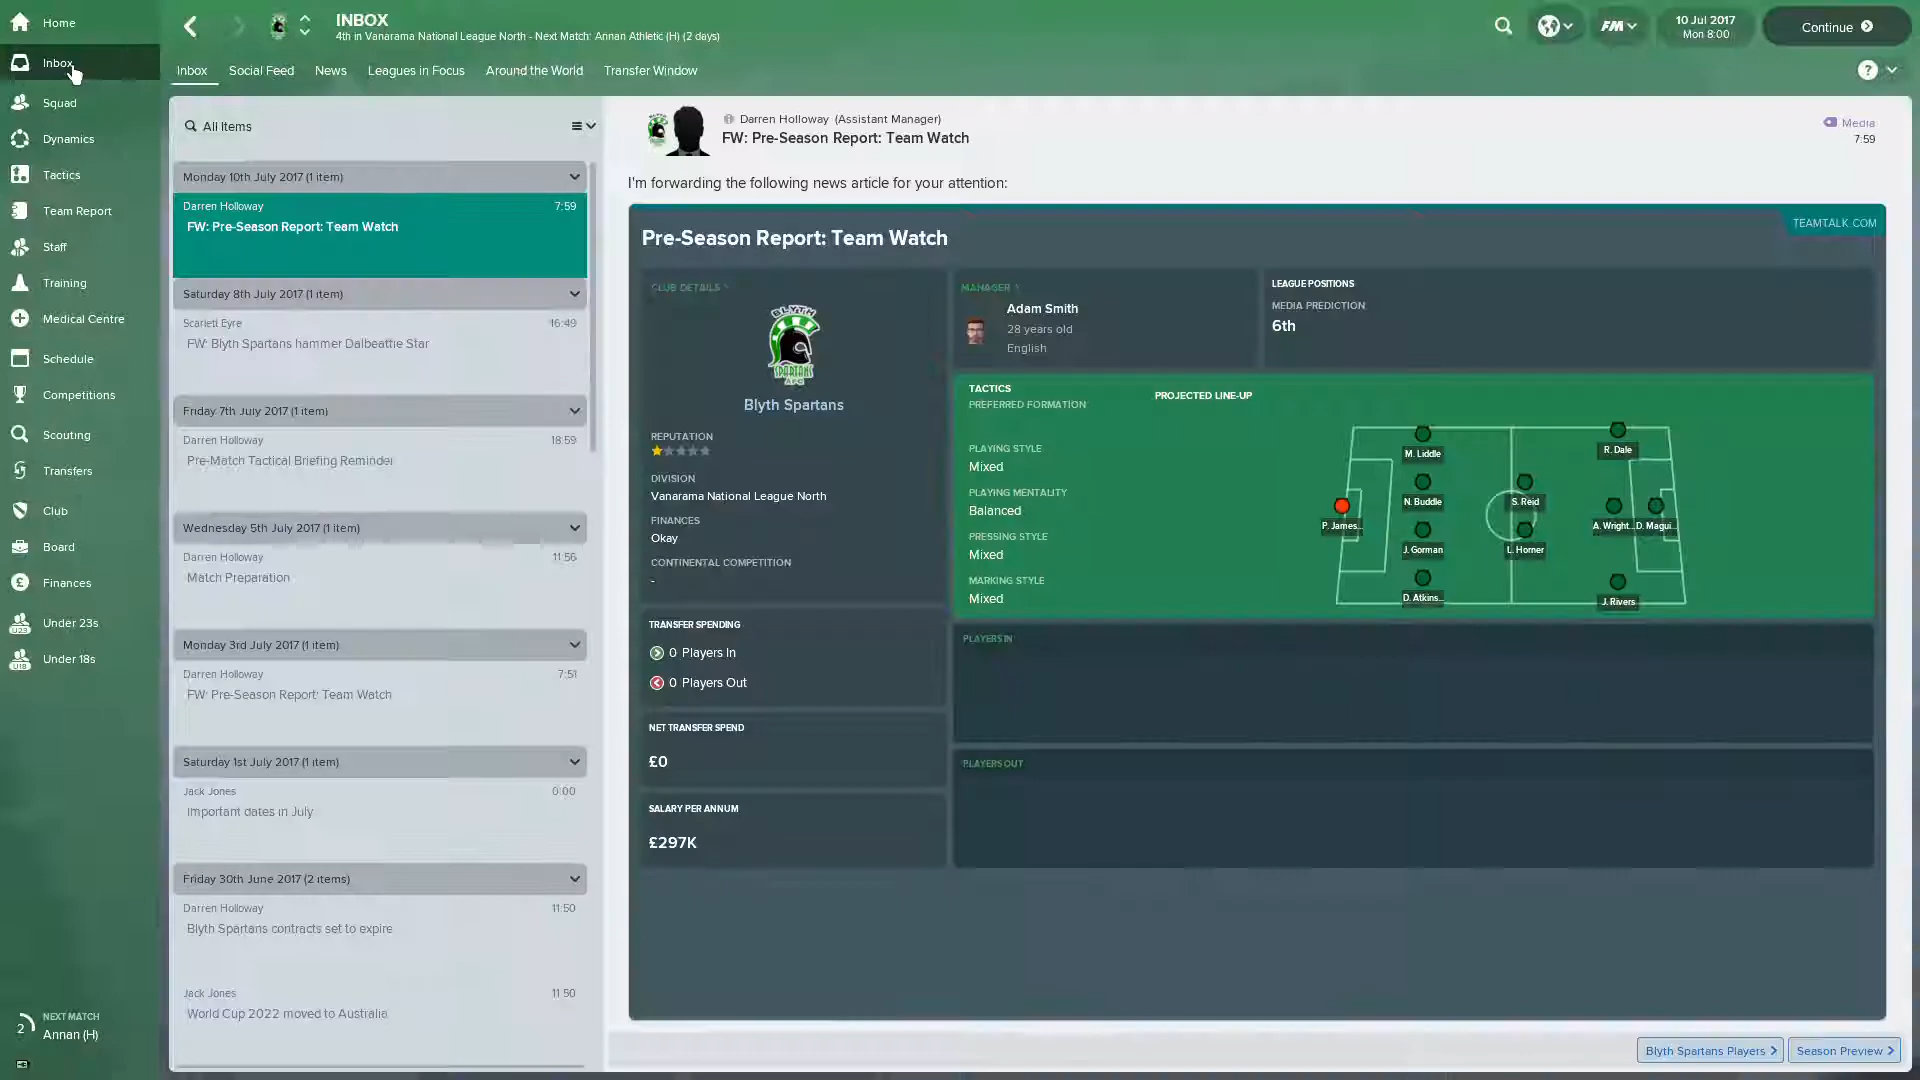 Home
Inbox
Squad
Dynamics
Tactics
Team Report
Staff
Training
Medical Centre
Schedule
Competitions
Scouting
Transfers
Club
Board
Finances
Under 23s
Under 18s
2
NEXT MATCH
Annan (H)
INBOX
4th in Vanarama National League North - Next Match: Annan Athletic (H) (2 days)
FM
10 Jul 2017
Mon 8:00
Continue
Inbox
Social Feed
News
Leagues in Focus
Around the World
Transfer Window
?
All Items
Monday 10th July 2017 (1 item)
Darren Holloway 7:59
FW: Pre-Season Report: Team Watch
Saturday 8th July 2017 (1 item)
Scarlett Eyre 16:49
FW: Blyth Spartans hammer Dalbeattie Star
Friday 7th July 2017 (1 item)
Darren Holloway 18:59
Pre-Match Tactical Briefing Reminder
Wednesday 5th July 2017 (1 item)
Darren Holloway 11:56
Match Preparation
Monday 3rd July 2017 (1 item)
Darren Holloway 7:51
FW: Pre-Season Report: Team Watch
Saturday 1st July 2017 (1 item)
Jack Jones 0:00
Important dates in July
Friday 30th June 2017 (2 items)
Darren Holloway 11:50
Blyth Spartans contracts set to expire
Jack Jones 11:50
World Cup 2022 moved to Australia
Darren Holloway (Assistant Manager)
FW: Pre-Season Report: Team Watch
Media
7:59
I'm forwarding the following news article for your attention:
TEAMTALK.COM
Pre-Season Report: Team Watch
CLUB DETAILS >
BLYTH
SPARTANS
AFC
Blyth Spartans
REPUTATION
DIVISION
Vanarama National League North
FINANCES
Okay
CONTINENTAL COMPETITION
-
TRANSFER SPENDING
0 Players In
0 Players Out
NET TRANSFER SPEND
£0
SALARY PER ANNUM
£297K
MANAGER >
Adam Smith
28 years old
English
LEAGUE POSITIONS
MEDIA PREDICTION
6th
TACTICS
PREFERRED FORMATION
PLAYING STYLE
Mixed
PLAYING MENTALITY
Balanced
PRESSING STYLE
Mixed
MARKING STYLE
Mixed
PROJECTED LINE-UP
M. Liddle
R. Dale
N. Buddle
S. Reid
P. James...
A. Wright...
D. Magui...
J. Gorman
L. Horner
D. Atkins...
J. Rivers
PLAYERS IN
PLAYERS OUT
Blyth Spartans Players >
Season Preview >